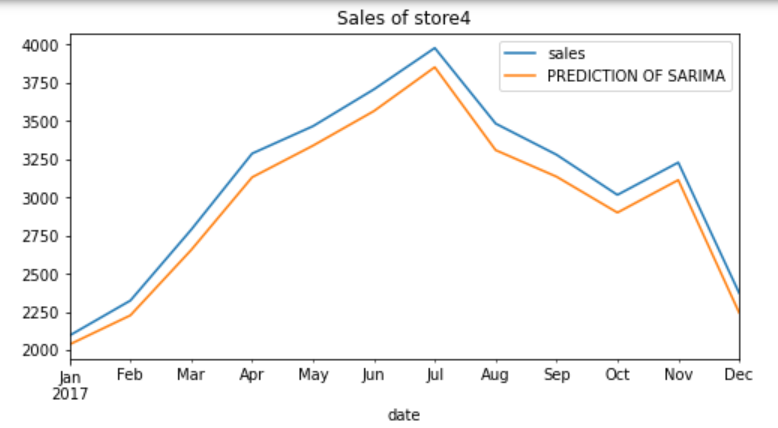 Sales of store4
sales
PREDICTION OF SARIMA
4000
3750
3500
3250
3000
2750
2500
2250
2000
Jan Feb Mar Apr May Jun Jul Aug Sep Oct Nov Dec
2017
date